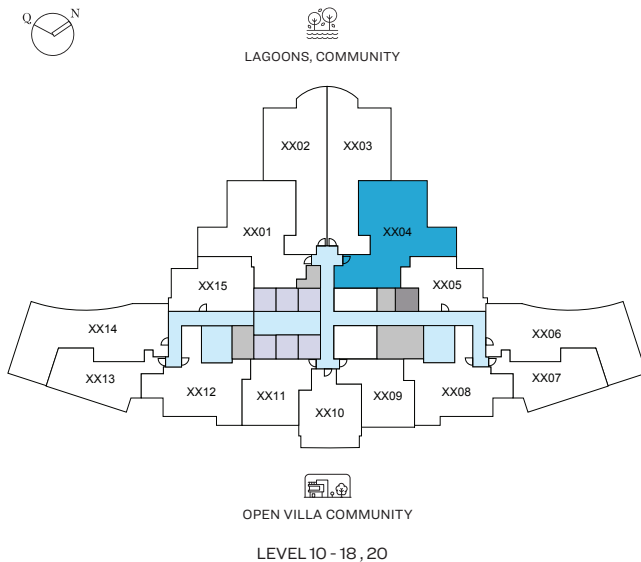 Q N
LAGOONS, COMMUNITY
XX02 XX03
XX01 XX04
XX15 XX05
XX14 XX06
XX13 XX07
XX12 XX11 XX10 XX09 XX08
OPEN VILLA COMMUNITY
LEVEL 10 - 18 , 20